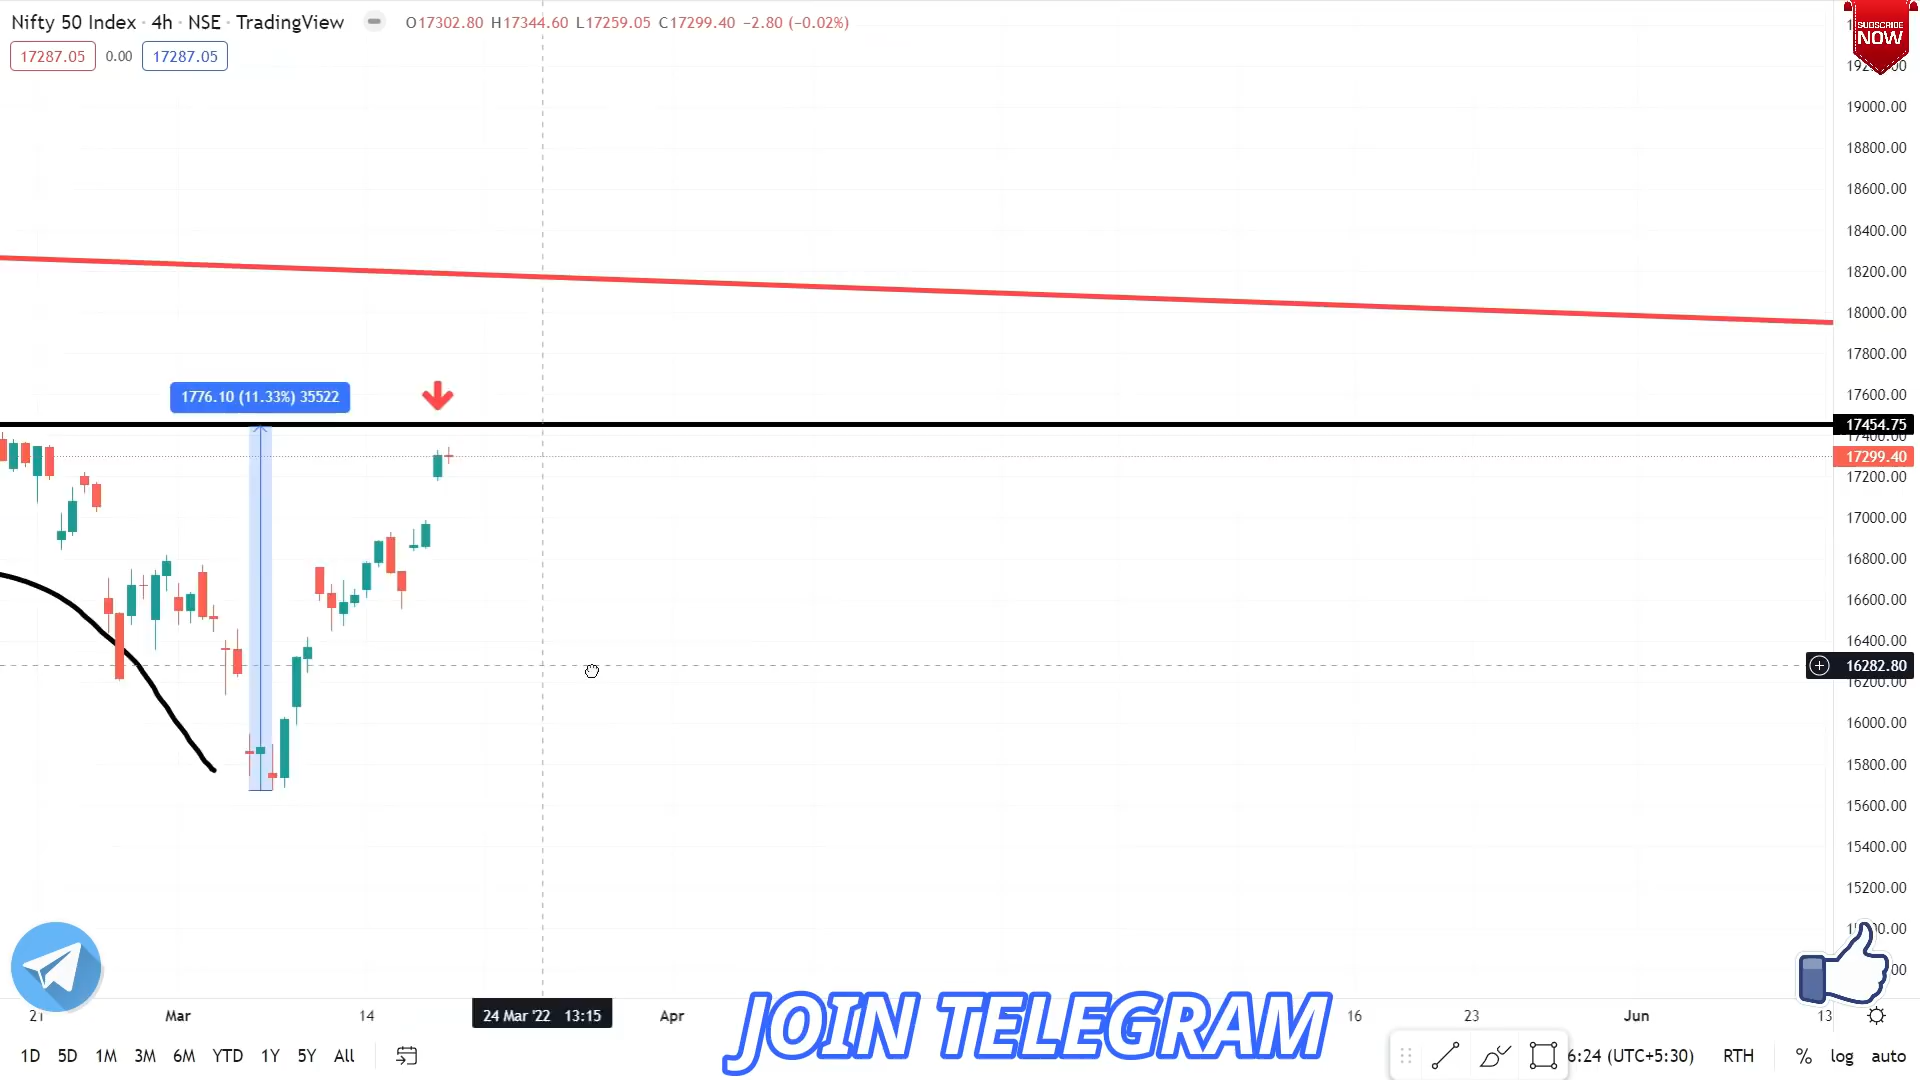 Nifty 50 Index · 4h · NSE · TradingView O17302.80 H17344.60 L17259.05 C17299.40 −2.80 (−0.02%)
SUBSCRIBE
NOW
17287.05 0.00 17287.05
19000.00
18800.00
18600.00
18400.00
18200.00
18000.00
17800.00
17600.00
1776.10 (11.33%) 35522
17454.75
17400.00
17299.40
17200.00
17000.00
16800.00
16600.00
16400.00
16282.80
16200.00
16000.00
15800.00
15600.00
15400.00
15200.00
21 Mar 14 24 Mar '22 13:15 Apr 16 23 Jun 13
JOIN TELEGRAM
1D 5D 1M 3M 6M YTD 1Y 5Y All 6:24 (UTC+5:30) RTH % log auto